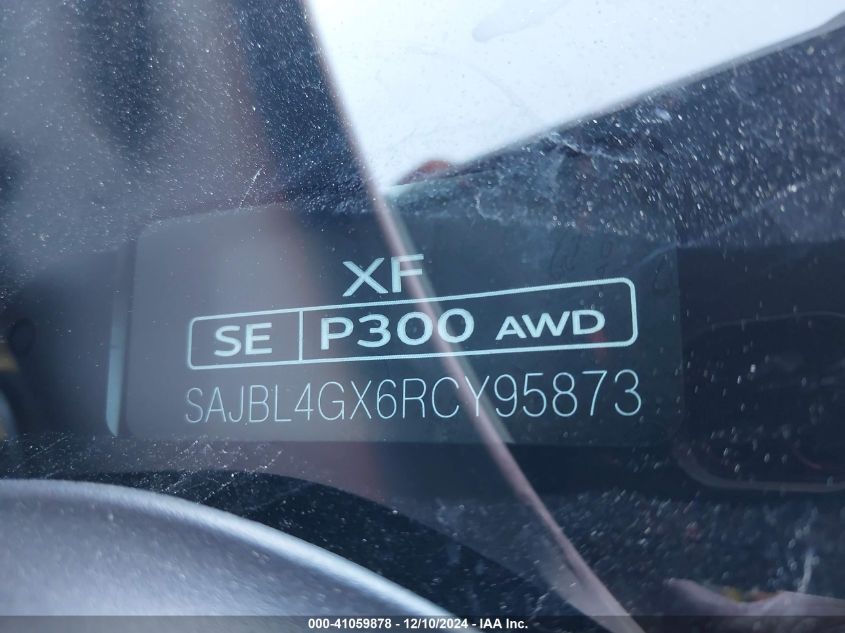 XF
SE P300 AWD
SAJBL4GX6RCY95873
000-41059878 - 12/10/2024 - IAA Inc.